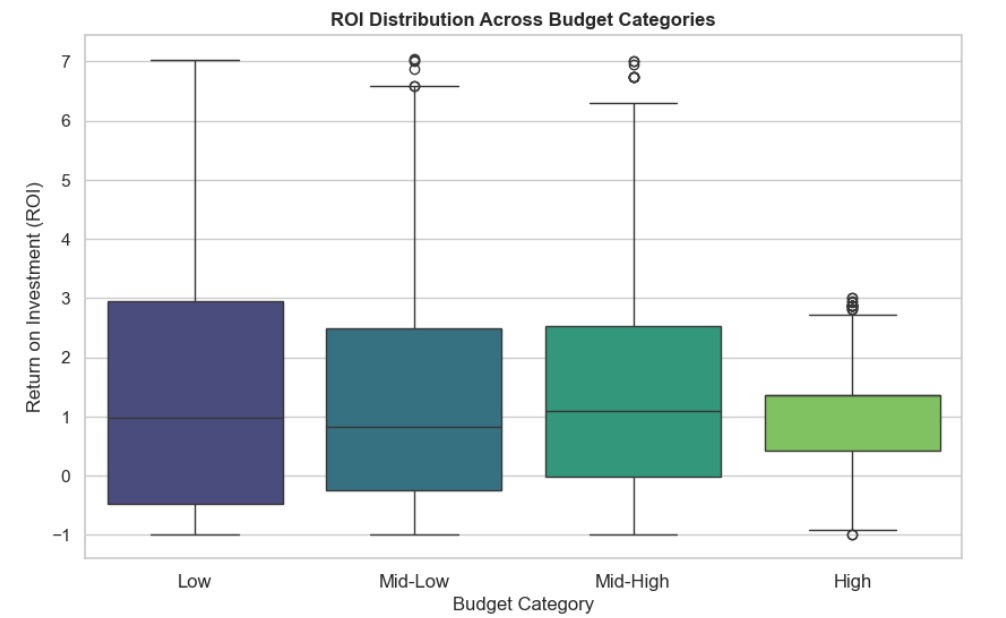 ROI Distribution Across Budget Categories
Return on Investment (ROI)
7
6
5
4
3
2
1
0
−1
Low Mid-Low Mid-High High
Budget Category